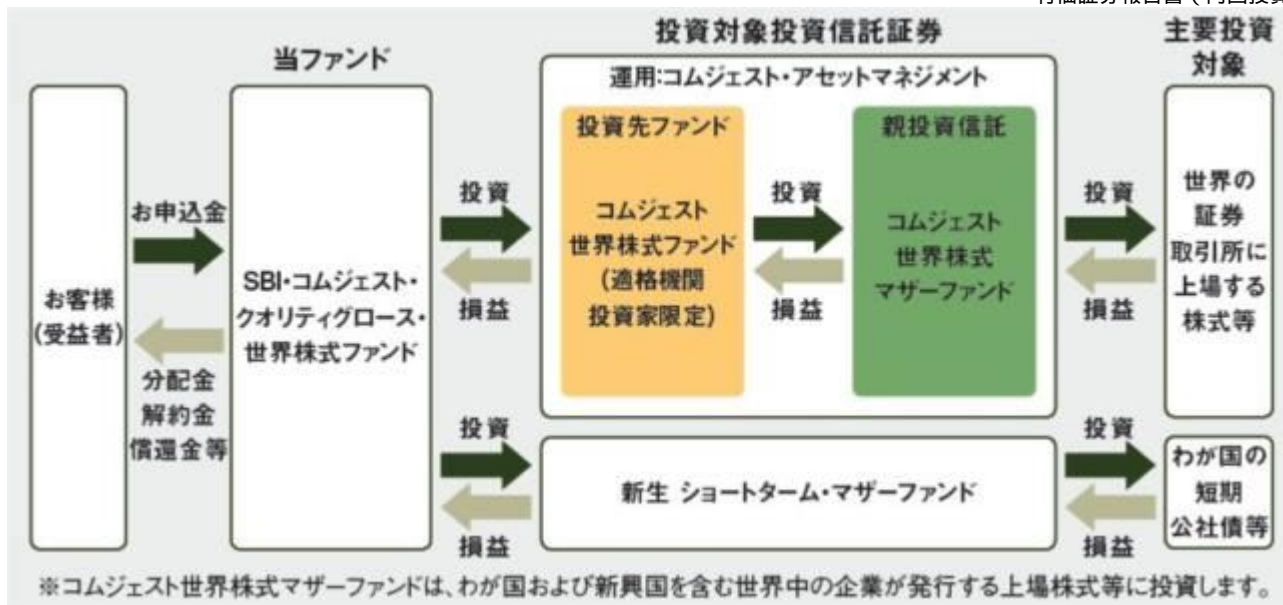 投資対象投資信託証券
主要投資
対象
当ファンド
運用:コムジェスト・アセットマネジメント
投資先ファンド
親投資信託
お申込金
投資
投資
投資
お客様
(受益者)
SBI・コムジェスト・
クオリティグロース・
世界株式ファンド
コムジェスト
世界株式ファンド
(適格機関
投資家限定)
コムジェスト
世界株式
マザーファンド
世界の
証券
取引所に
上場する
株式等
損益
損益
損益
分配金
解約金
償還金等
投資
投資
新生 ショートターム・マザーファンド
わが国の
短期
公社債等
損益
損益
※コムジェスト世界株式マザーファンドは、わが国および新興国を含む世界中の企業が発行する上場株式等に投資します。